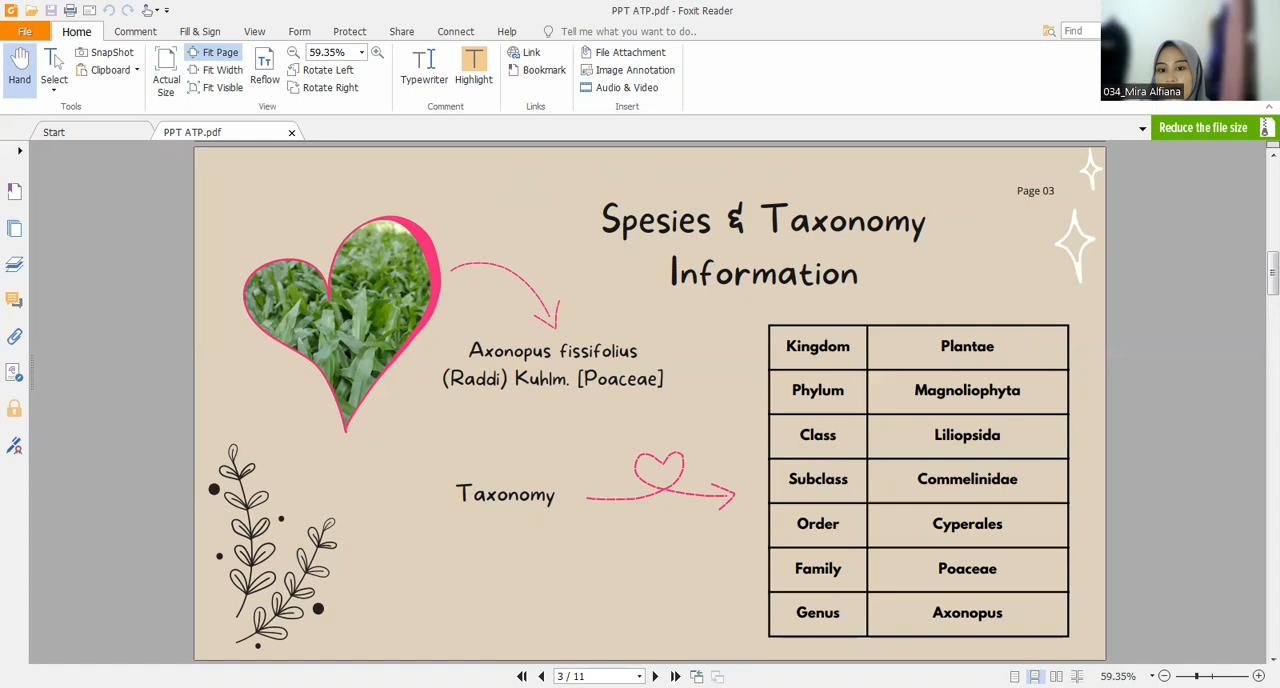 PPT ATP.pdf - Foxit Reader
File Home Comment Fill & Sign View Form Protect Share Connect Help Tell me what you want to do.. Find
Hand
Select
SnapShot
Clipboard
Tools
Actual Size
Fit Page
Fit Width
Fit Visible
Reflow
59.35%
Rotate Left
Rotate Right
View
Typewriter
Highlight
Comment
Link
Bookmark
Links
File Attachment
Image Annotation
Audio & Video
Insert
034_Mira Alfiana
Start PPT ATP.pdf
Reduce the file size
Page 03
Spesies & Taxonomy
Information
Axonopus fissifolius
(Raddi) Kuhlm. [Poaceae]
Taxonomy
Kingdom Plantae
Phylum Magnoliophyta
Class Liliopsida
Subclass Commelinidae
Order Cyperales
Family Poaceae
Genus Axonopus
3 / 11
59.35%